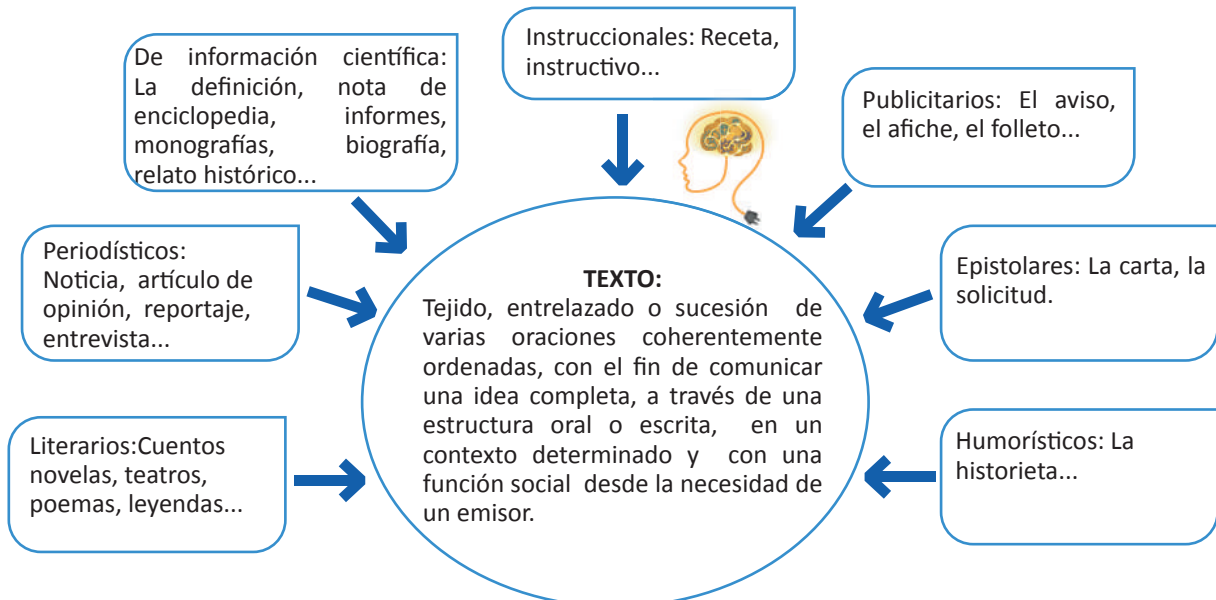 De información científica:
La definición, nota de
enciclopedia, informes,
monografías, biografía,
relato histórico...
Instruccionales: Receta,
instructivo...
Publicitarios: El aviso,
el afiche, el folleto...
Periodísticos:
Noticia, artículo de
opinión, reportaje,
entrevista...
Epistolares: La carta, la
solicitud.
Literarios:Cuentos
novelas, teatros,
poemas, leyendas...
Humorísticos: La
historieta...
TEXTO:
Tejido, entrelazado o sucesión de
varias oraciones coherentemente
ordenadas, con el fin de comunicar
una idea completa, a través de una
estructura oral o escrita, en un
contexto determinado y con una
función social desde la necesidad de
un emisor.